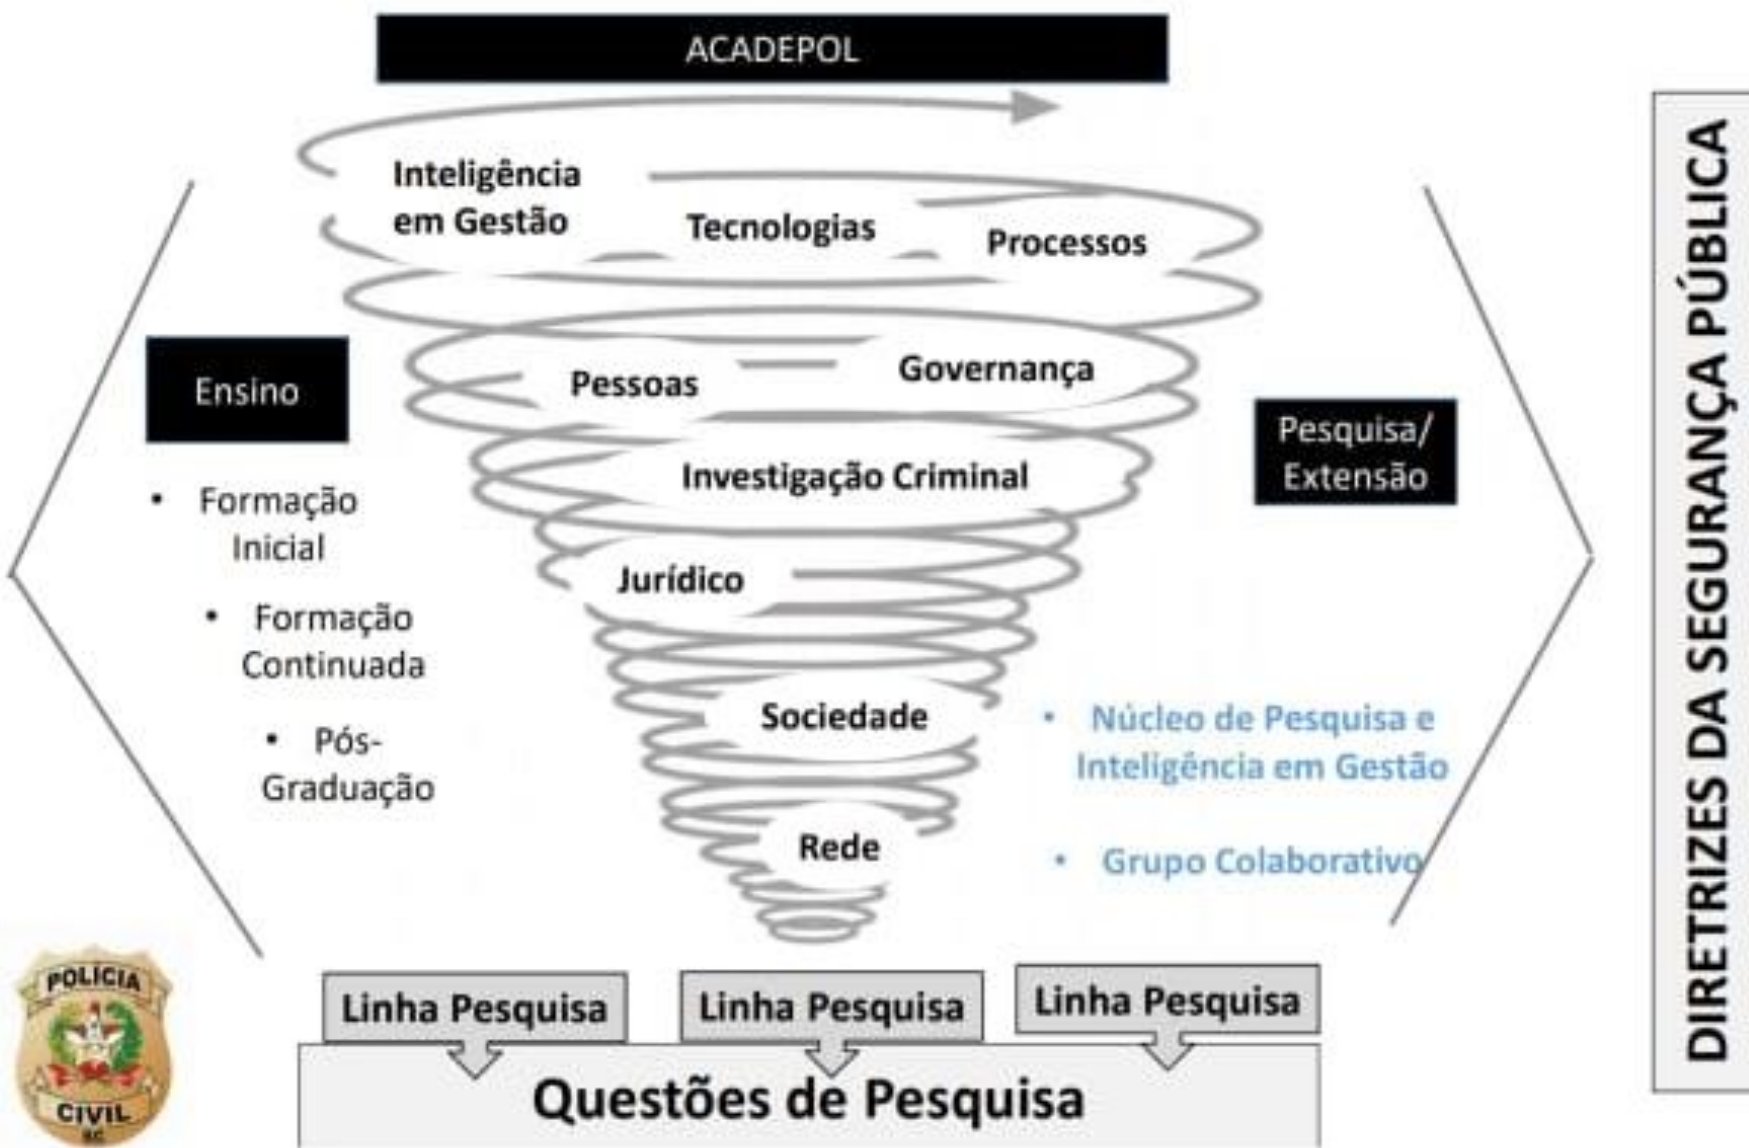 ACADEPOL
Inteligência
em Gestão
Tecnologias
Processos
Pessoas
Governança
Investigação Criminal
Jurídico
Sociedade
Rede
Ensino
• Formação
Inicial
• Formação
Continuada
• Pós-
Graduação
Pesquisa/
Extensão
• Núcleo de Pesquisa e
Inteligência em Gestão
• Grupo Colaborativo
DIRETRIZES DA SEGURANÇA PÚBLICA
POLÍCIA
CIVIL
SC
Linha Pesquisa
Linha Pesquisa
Linha Pesquisa
Questões de Pesquisa